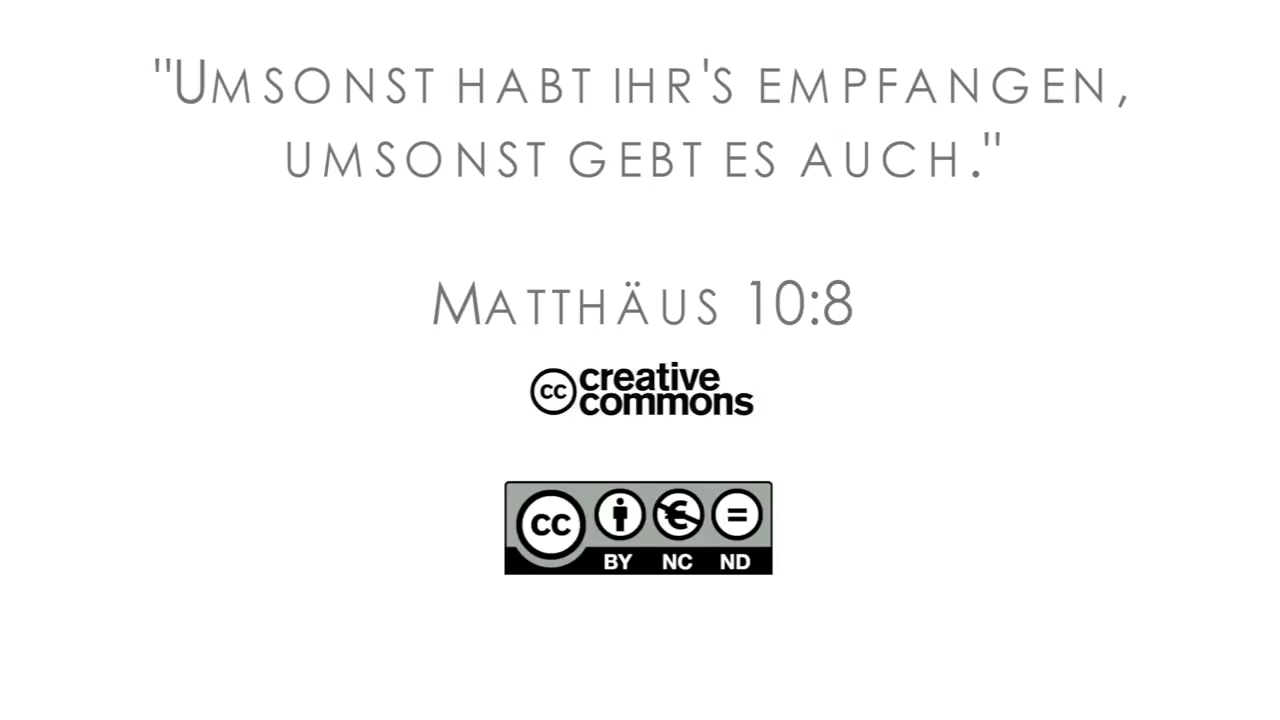 "Umsonst habt ihr's empfangen,
umsonst gebt es auch."
Matthäus 10:8
cc creative
commons
cc BY NC ND